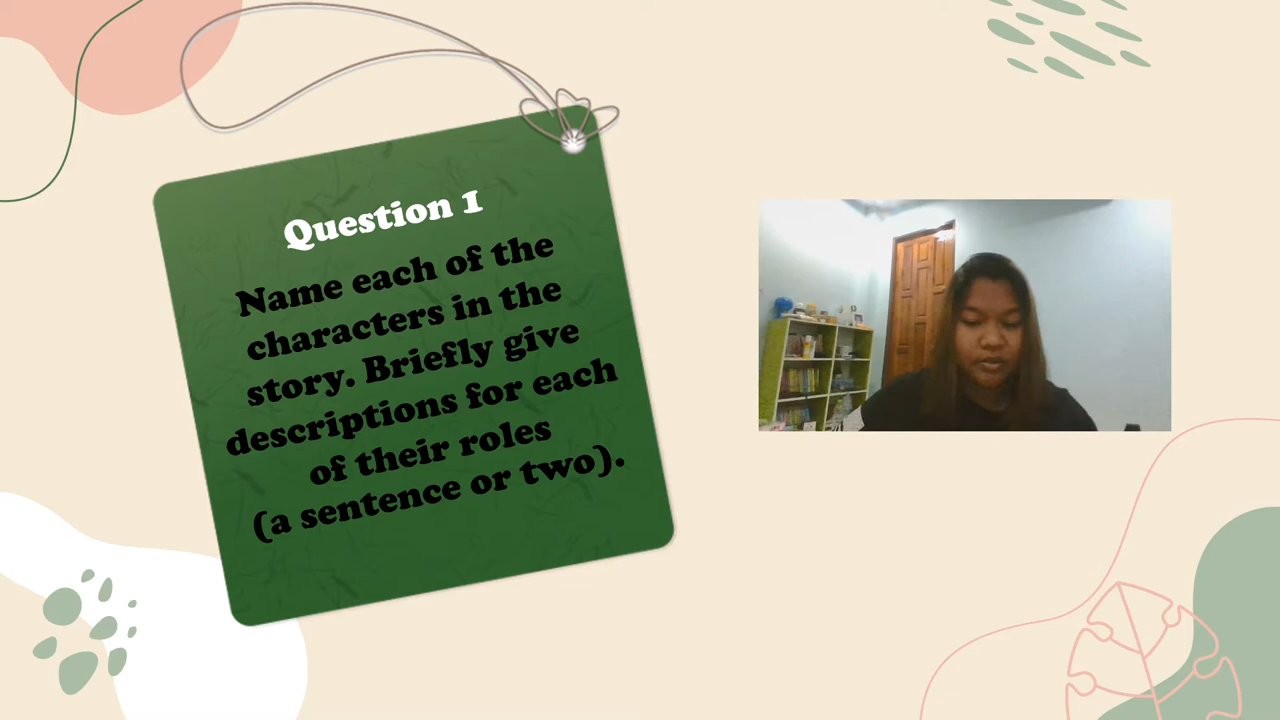 Question 1
Name each of the
characters in the
story. Briefly give
descriptions for each
of their roles
(a sentence or two).